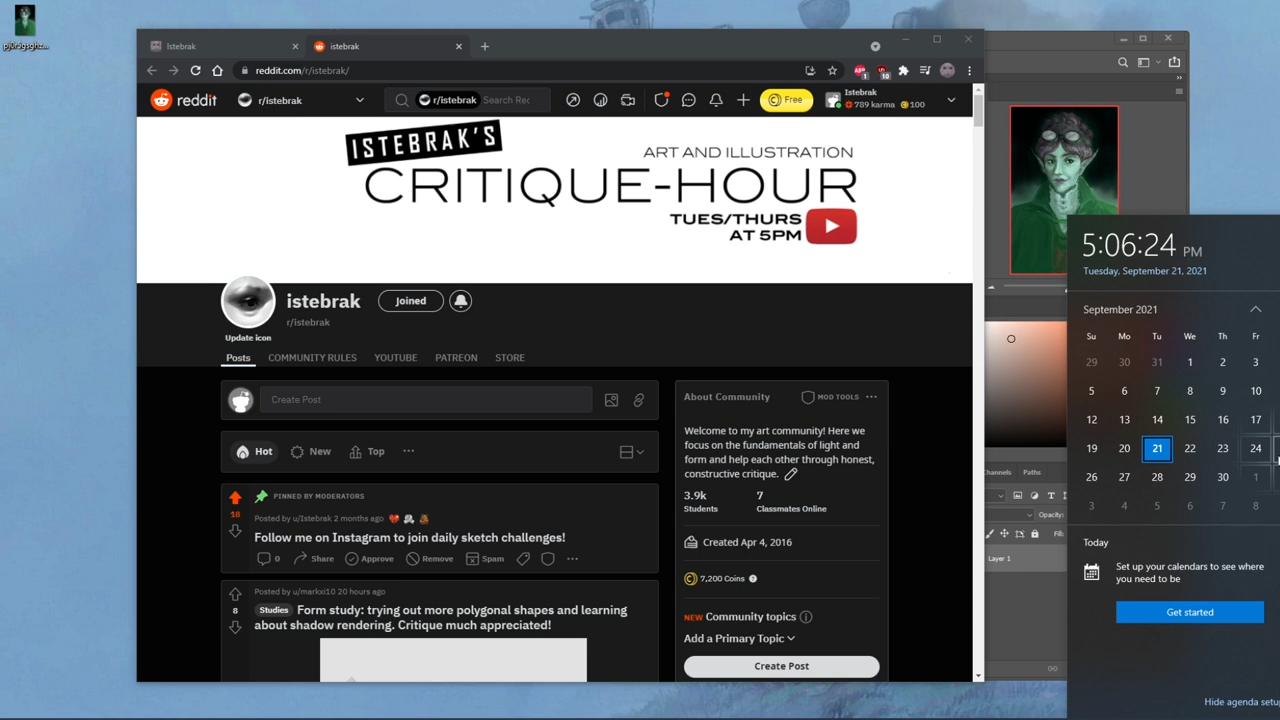 Istebrak
istebrak
reddit.com/r/istebrak/
1
10
reddit
r/istebrak
r/istebrak Search Rec
Free
Istebrak
789 karma 100
ISTEBRAK'S
ART AND ILLUSTRATION
CRITIQUE-HOUR
TUES/THURS
AT 5PM
istebrak
Joined
r/istebrak
Update icon
Posts
COMMUNITY RULES
YOUTUBE
PATREON
STORE
Create Post
Hot
New
Top
PINNED BY MODERATORS
18
Posted by u/Istebrak 2 months ago
Follow me on Instagram to join daily sketch challenges!
0 Share Approve Remove Spam
Posted by u/markxi10 20 hours ago
8
Studies Form study: trying out more polygonal shapes and learning
about shadow rendering. Critique much appreciated!
About Community
MOD TOOLS
Welcome to my art community! Here we
focus on the fundamentals of light and
form and help each other through honest,
constructive critique.
3.9k 7
Students Classmates Online
Created Apr 4, 2016
7,200 Coins
NEW Community topics
Add a Primary Topic
Create Post
5:06:24 PM
Tuesday, September 21, 2021
September 2021
Su Mo Tu We Th Fr
29 30 31 1 2 3
5 6 7 8 9 10
12 13 14 15 16 17
19 20 21 22 23 24
26 27 28 29 30 1
3 4 5 6 7 8
Today
Set up your calendars to see where
you need to be
Get started
Hide agenda setu
hannels Paths
Opacity:
Fill:
Layer 1